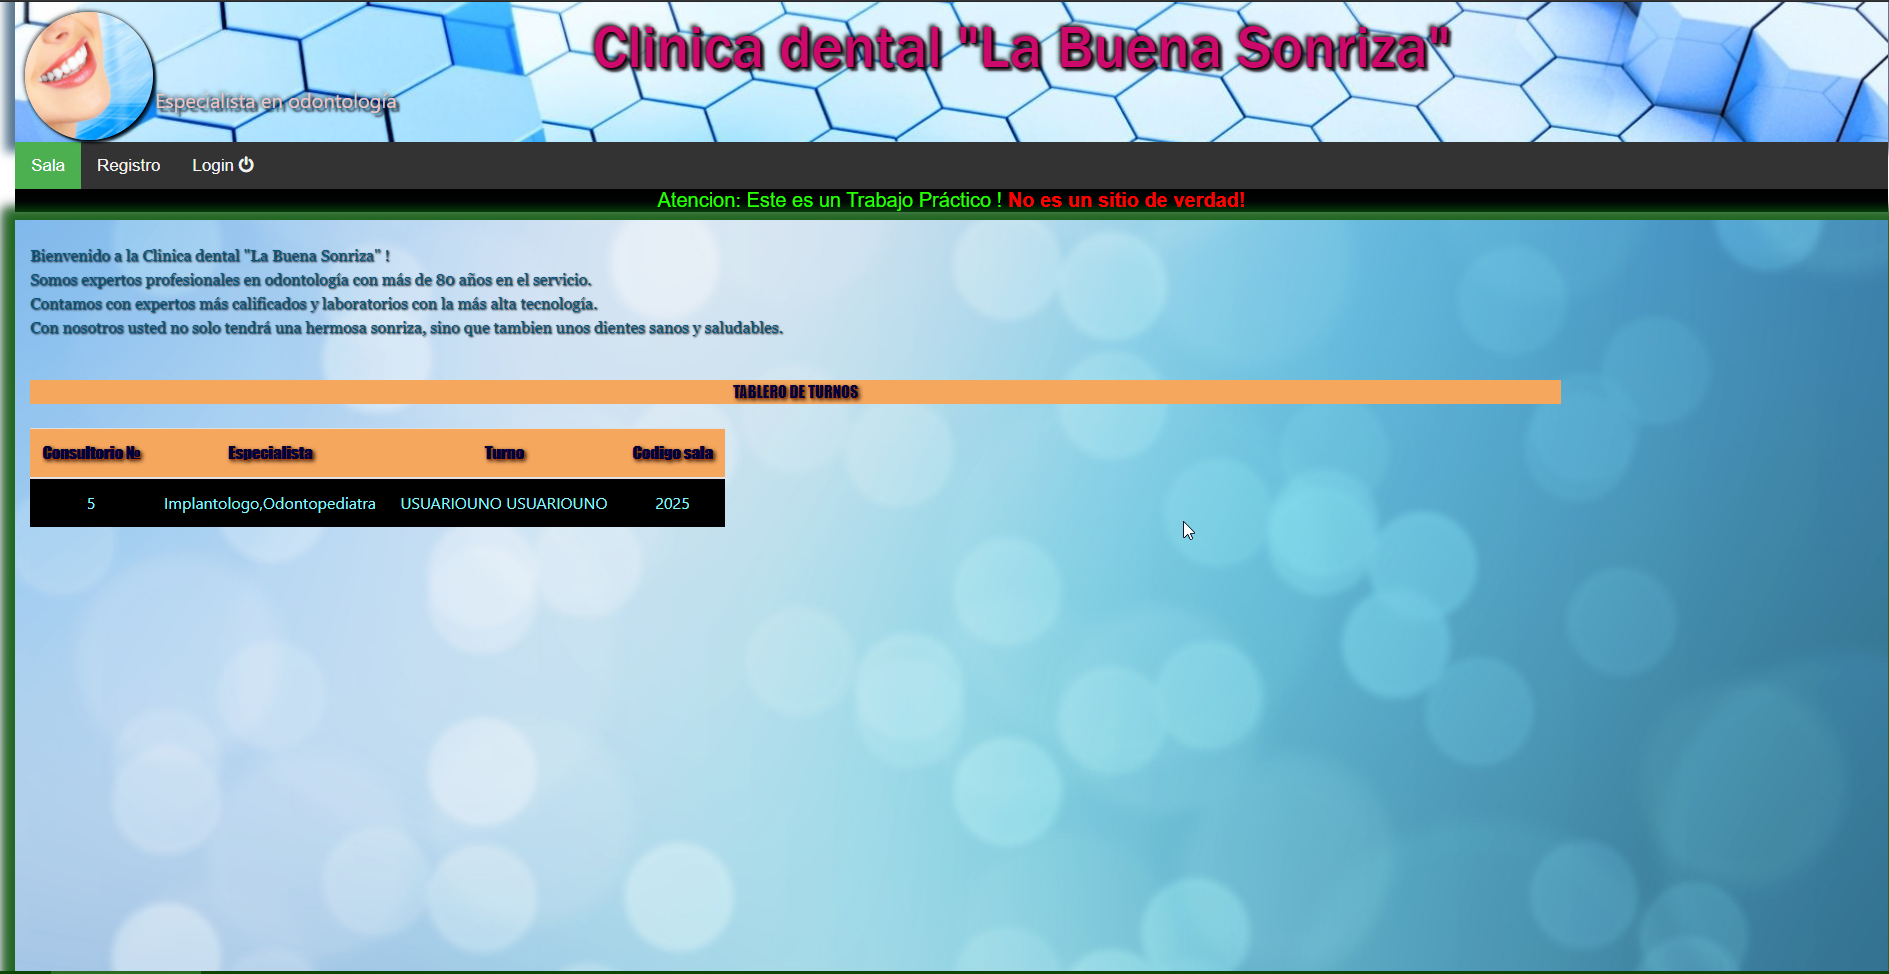 Clinica dental "La Buena Sonriza"
Especialista en odontología
Sala Registro Login
Atencion: Este es un Trabajo Práctico ! No es un sitio de verdad!
Bienvenido a la Clinica dental "La Buena Sonriza" !
Somos expertos profesionales en odontología con más de 80 años en el servicio.
Contamos con expertos más calificados y laboratorios con la más alta tecnología.
Con nosotros usted no solo tendrá una hermosa sonriza, sino que tambien unos dientes sanos y saludables.
TABLERO DE TURNOS
Consultorio № Especialista Turno Codigo sala
5 Implantologo,Odontopediatra USUARIOUNO USUARIOUNO 2025